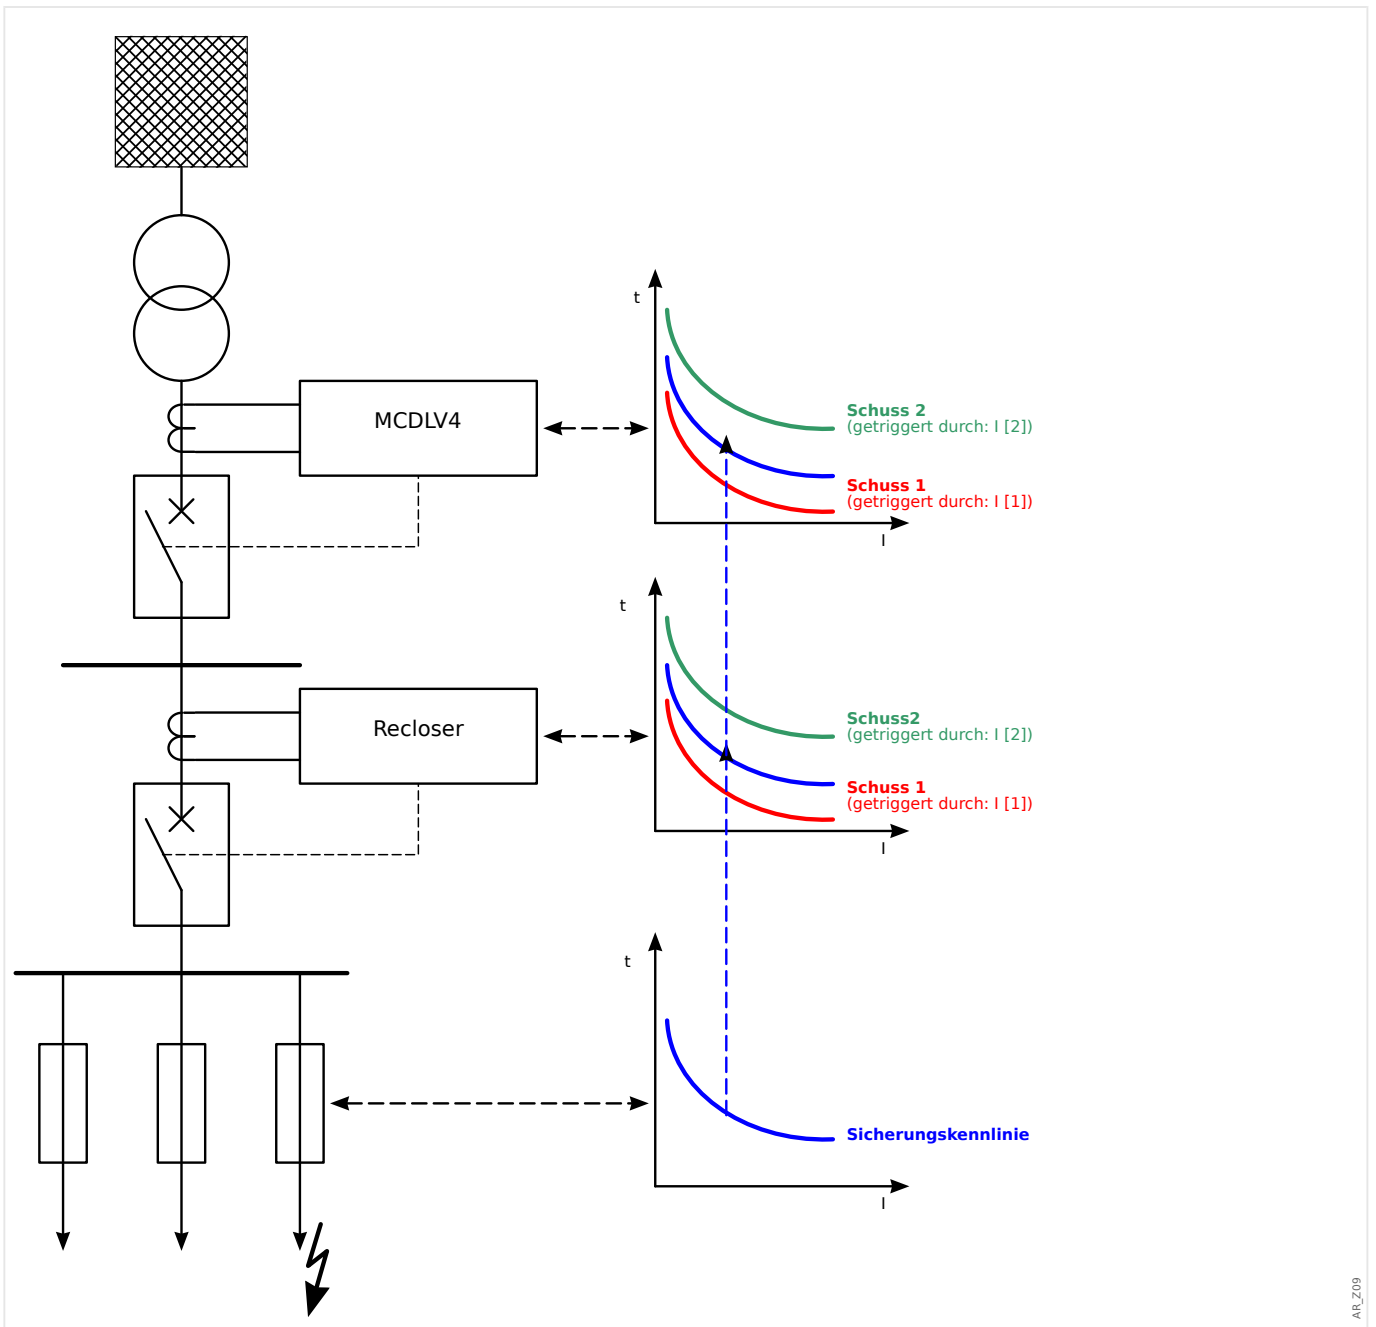 t
MCDLV4
Schuss 2
(getriggert durch: I [2])
Schuss 1
(getriggert durch: I [1])
I
t
Recloser
Schuss2
(getriggert durch: I [2])
Schuss 1
(getriggert durch: I [1])
I
t
Sicherungskennlinie
I
AR_Z09